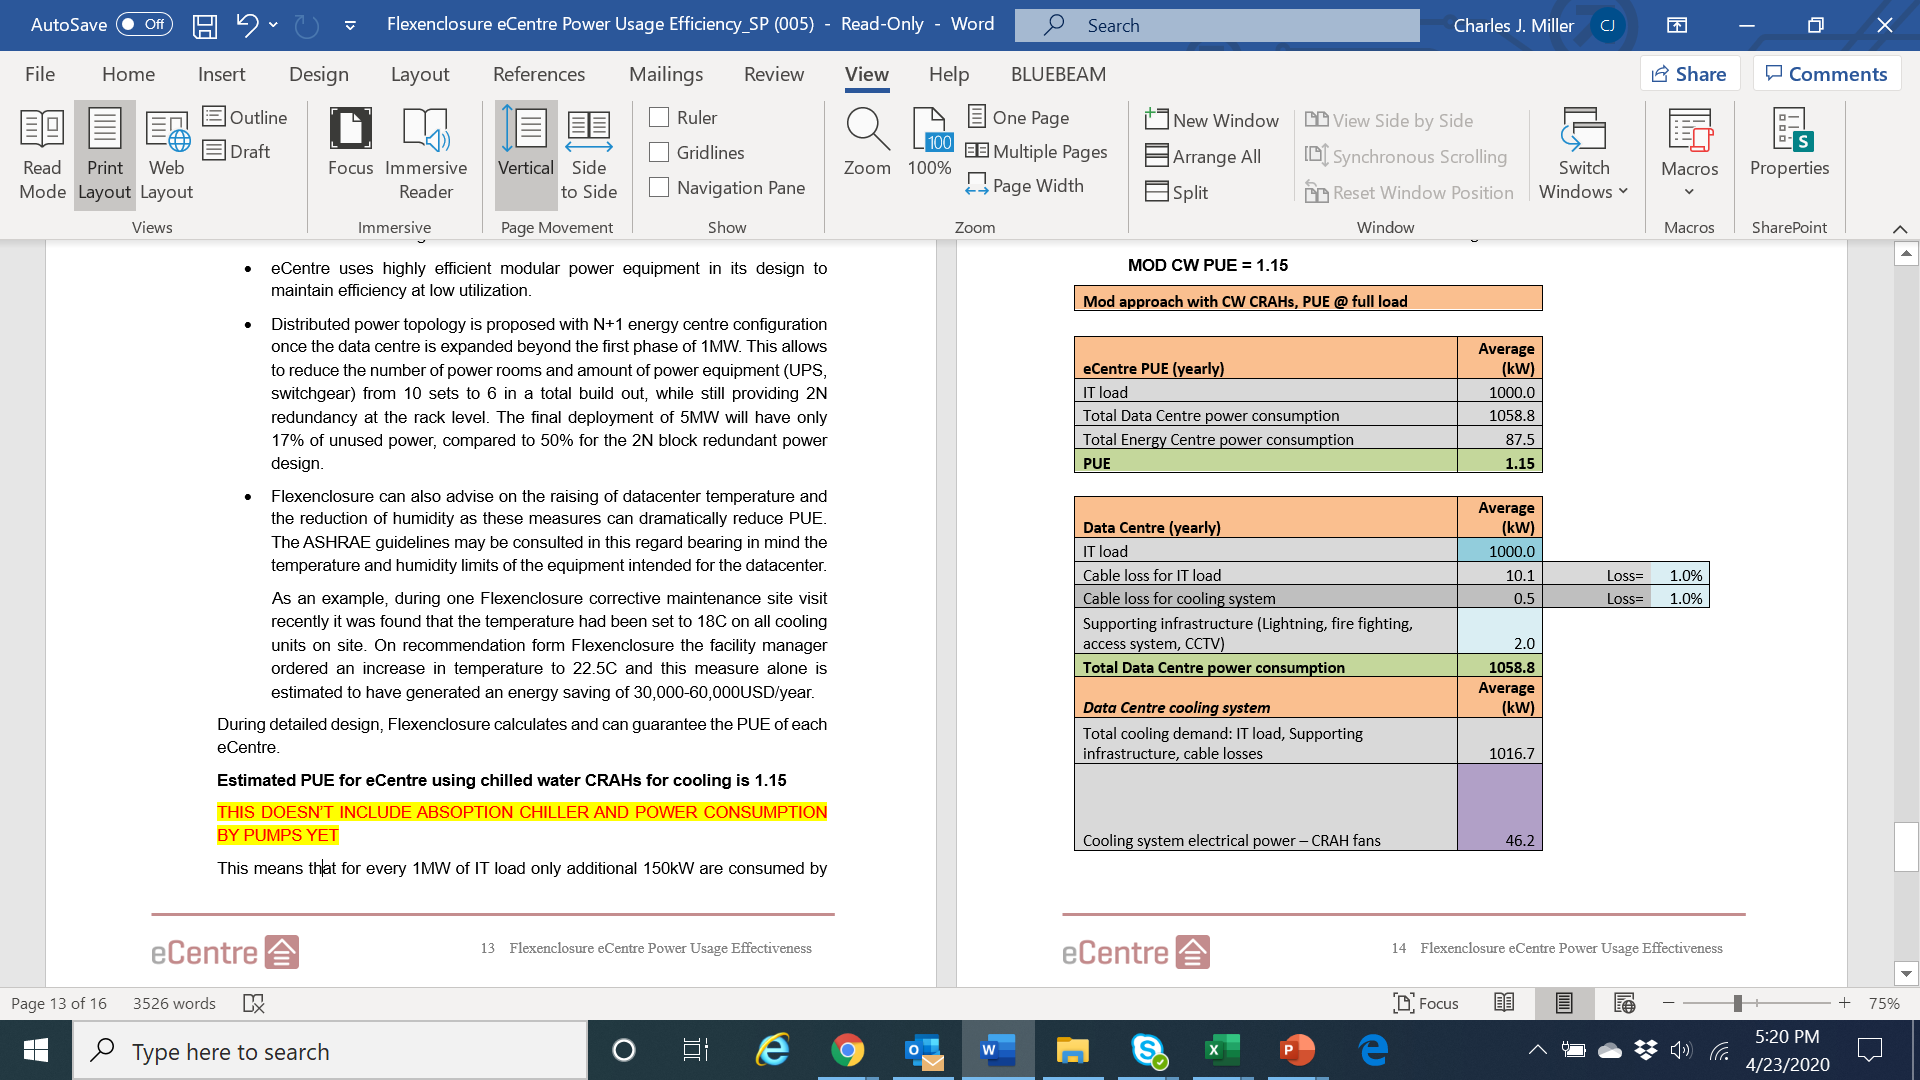 AutoSave Off Flexenclosure eCentre Power Usage Efficiency_SP (005) - Read-Only - Word Search Charles J. Miller CJ
File Home Insert Design Layout References Mailings Review View Help BLUEBEAM Share Comments
Read Mode
Print Layout
Web Layout
Outline
Draft
Views
Focus
Immersive Reader
Immersive
Vertical
Side to Side
Page Movement
Ruler
Gridlines
Navigation Pane
Show
Zoom
100
100%
One Page
Multiple Pages
Page Width
Zoom
New Window
Arrange All
Split
View Side by Side
Synchronous Scrolling
Reset Window Position
Switch Windows
Window
Macros
Macros
S
Properties
SharePoint
• eCentre uses highly efficient modular power equipment in its design to
maintain efficiency at low utilization.
• Distributed power topology is proposed with N+1 energy centre configuration
once the data centre is expanded beyond the first phase of 1MW. This allows
to reduce the number of power rooms and amount of power equipment (UPS,
switchgear) from 10 sets to 6 in a total build out, while still providing 2N
redundancy at the rack level. The final deployment of 5MW will have only
17% of unused power, compared to 50% for the 2N block redundant power
design.
• Flexenclosure can also advise on the raising of datacenter temperature and
the reduction of humidity as these measures can dramatically reduce PUE.
The ASHRAE guidelines may be consulted in this regard bearing in mind the
temperature and humidity limits of the equipment intended for the datacenter.
As an example, during one Flexenclosure corrective maintenance site visit
recently it was found that the temperature had been set to 18C on all cooling
units on site. On recommendation form Flexenclosure the facility manager
ordered an increase in temperature to 22.5C and this measure alone is
estimated to have generated an energy saving of 30,000-60,000USD/year.
During detailed design, Flexenclosure calculates and can guarantee the PUE of each
eCentre.
Estimated PUE for eCentre using chilled water CRAHs for cooling is 1.15
THIS DOESN'T INCLUDE ABSOPTION CHILLER AND POWER CONSUMPTION
BY PUMPS YET
This means that for every 1MW of IT load only additional 150kW are consumed by
eCentre 13 Flexenclosure eCentre Power Usage Effectiveness
MOD CW PUE = 1.15
Mod approach with CW CRAHs, PUE @ full load
eCentre PUE (yearly) Average (kW)
IT load 1000.0
Total Data Centre power consumption 1058.8
Total Energy Centre power consumption 87.5
PUE 1.15
Data Centre (yearly) Average (kW)
IT load 1000.0
Cable loss for IT load 10.1 Loss= 1.0%
Cable loss for cooling system 0.5 Loss= 1.0%
Supporting infrastructure (Lightning, fire fighting,
access system, CCTV) 2.0
Total Data Centre power consumption 1058.8
Data Centre cooling system Average (kW)
Total cooling demand: IT load, Supporting
infrastructure, cable losses 1016.7
Cooling system electrical power – CRAH fans 46.2
eCentre 14 Flexenclosure eCentre Power Usage Effectiveness
Page 13 of 16 3526 words Focus 75%
Type here to search
5:20 PM
4/23/2020